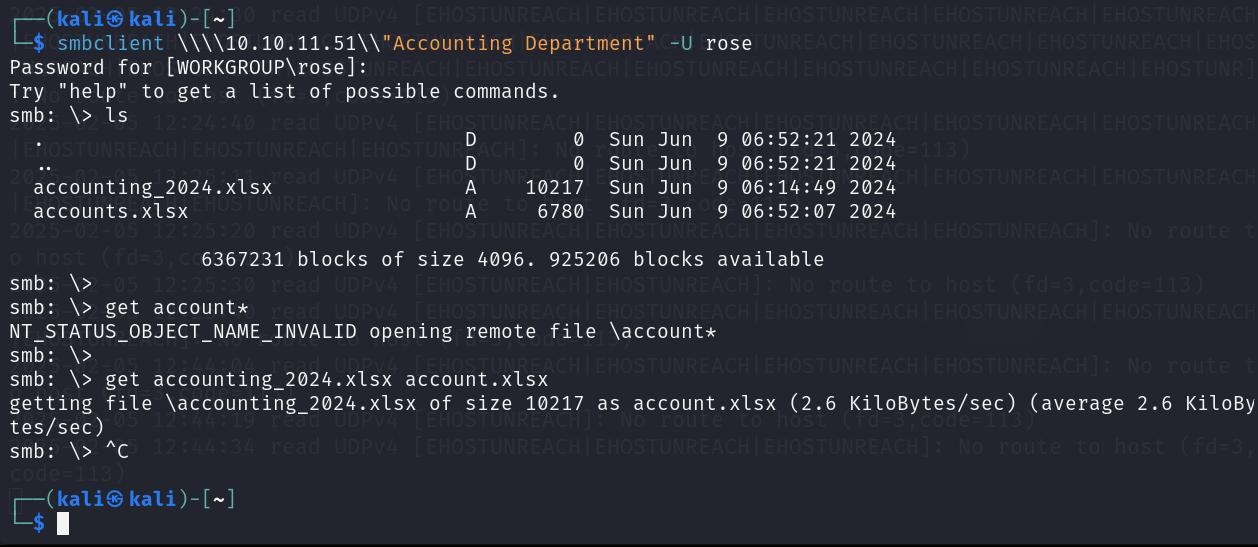 ┌──(kali㉿kali)-[~]
└─$ smbclient \\\\10.10.11.51\\"Accounting Department" -U rose
Password for [WORKGROUP\rose]:
Try "help" to get a list of possible commands.
smb: \> ls
  .                                   D        0  Sun Jun  9 06:52:21 2024
  ..                                  D        0  Sun Jun  9 06:52:21 2024
  accounting_2024.xlsx                A    10217  Sun Jun  9 06:14:49 2024
  accounts.xlsx                       A     6780  Sun Jun  9 06:52:07 2024
                6367231 blocks of size 4096. 925206 blocks available
smb: \>
smb: \> get account*
NT_STATUS_OBJECT_NAME_INVALID opening remote file \account*
smb: \>
smb: \> get accounting_2024.xlsx account.xlsx
getting file \accounting_2024.xlsx of size 10217 as account.xlsx (2.6 KiloBytes/sec) (average 2.6 KiloBy
tes/sec)
smb: \> ^C
┌──(kali㉿kali)-[~]
└─$